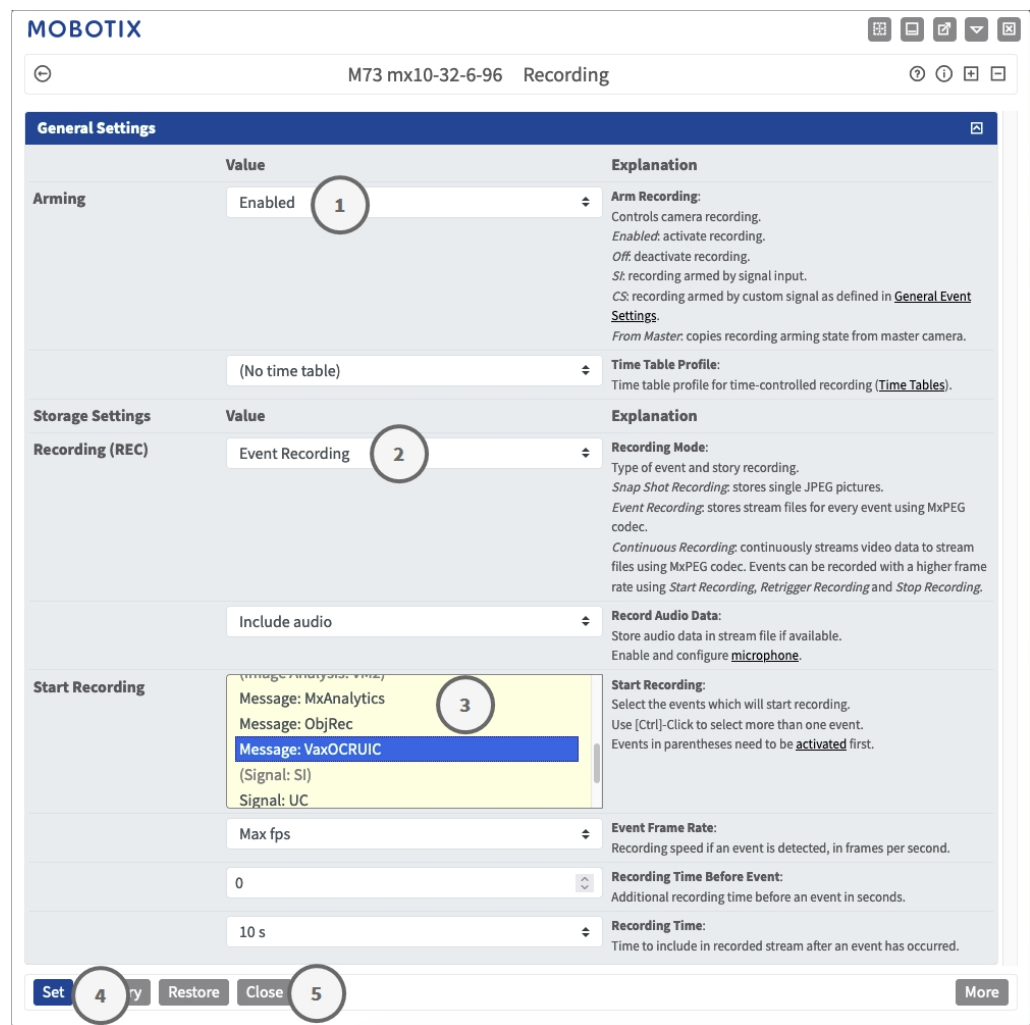 MOBOTIX
M73 mx10-32-6-96 Recording
General Settings
Value Explanation
Arming
Enabled
1
Arm Recording:
Controls camera recording.
Enabled: activate recording.
Off: deactivate recording.
SI: recording armed by signal input.
CS: recording armed by custom signal as defined in General Event
Settings.
From Master: copies recording arming state from master camera.
(No time table)
Time Table Profile:
Time table profile for time-controlled recording (Time Tables).
Storage Settings Value Explanation
Recording (REC)
Event Recording
2
Recording Mode:
Type of event and story recording.
Snap Shot Recording: stores single JPEG pictures.
Event Recording: stores stream files for every event using MxPEG
codec.
Continuous Recording: continuously streams video data to stream
files using MxPEG codec. Events can be recorded with a higher frame
rate using Start Recording, Retrigger Recording and Stop Recording.
Include audio
Record Audio Data:
Store audio data in stream file if available.
Enable and configure microphone.
Start Recording
(Image Analysis: VM2)
Message: MxAnalytics
Message: ObjRec
Message: VaxOCRUIC
(Signal: SI)
Signal: UC
3
Start Recording:
Select the events which will start recording.
Use [Ctrl]-Click to select more than one event.
Events in parentheses need to be activated first.
Max fps
Event Frame Rate:
Recording speed if an event is detected, in frames per second.
0
Recording Time Before Event:
Additional recording time before an event in seconds.
10 s
Recording Time:
Time to include in recorded stream after an event has occurred.
Set 4 ry Restore Close 5 More